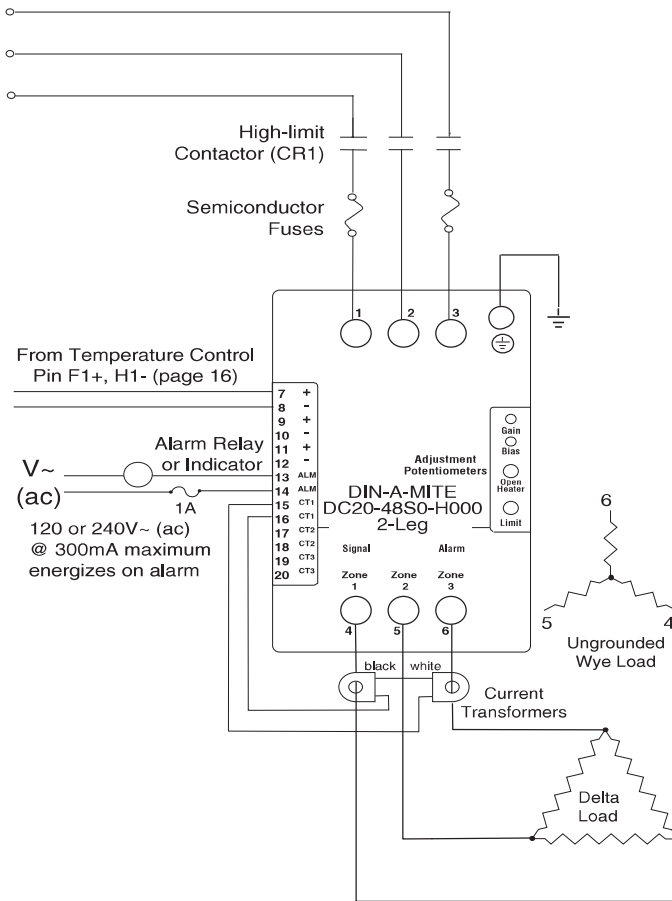 High-limit
Contactor (CR1)
Semiconductor
Fuses
1
2
3
From Temperature Control
Pin F1+, H1- (page 16)
7 +
8 -
9 +
10 -
11 +
12 -
13 ALM
14 ALM
15 CT1
16 CT1
17 CT2
18 CT2
19 CT3
20 CT3
Alarm Relay
or Indicator
V~
(ac)
1A
120 or 240V~ (ac)
@ 300mA maximum
energizes on alarm
Gain
Bias
Adjustment
Potentiometers
Open
Heater
Limit
DIN-A-MITE
DC20-48S0-H000
2-Leg
Signal
Alarm
Zone
1
Zone
2
Zone
3
4
5
6
6
5
4
Ungrounded
Wye Load
black
white
Current
Transformers
Delta
Load